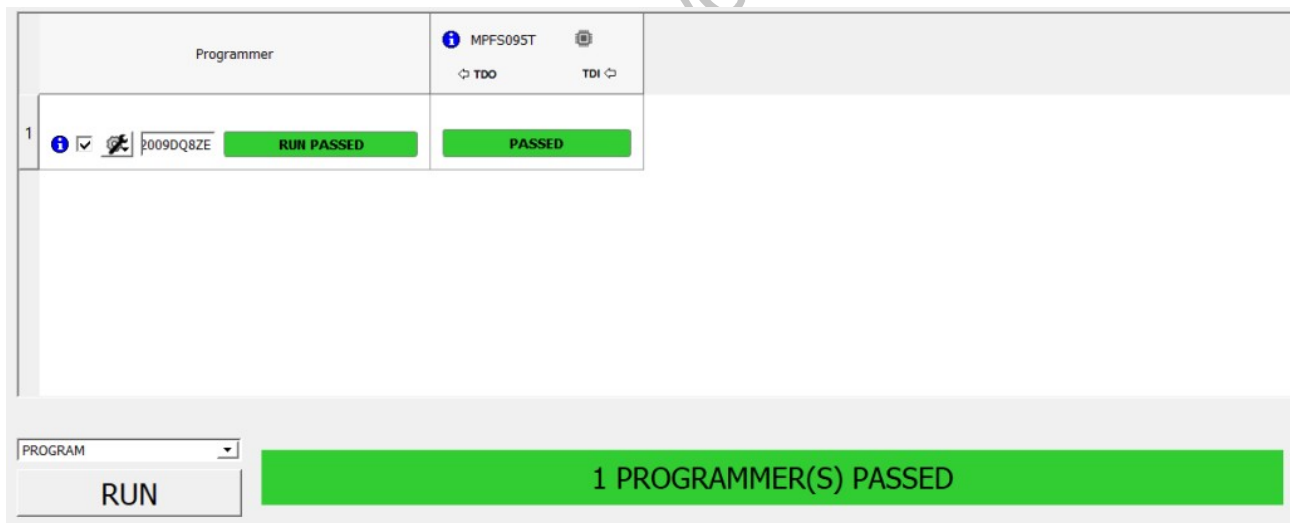 Programmer
MPFS095T
TDO TDI
1
2009DQ8ZE RUN PASSED PASSED
PROGRAM
RUN
1 PROGRAMMER(S) PASSED